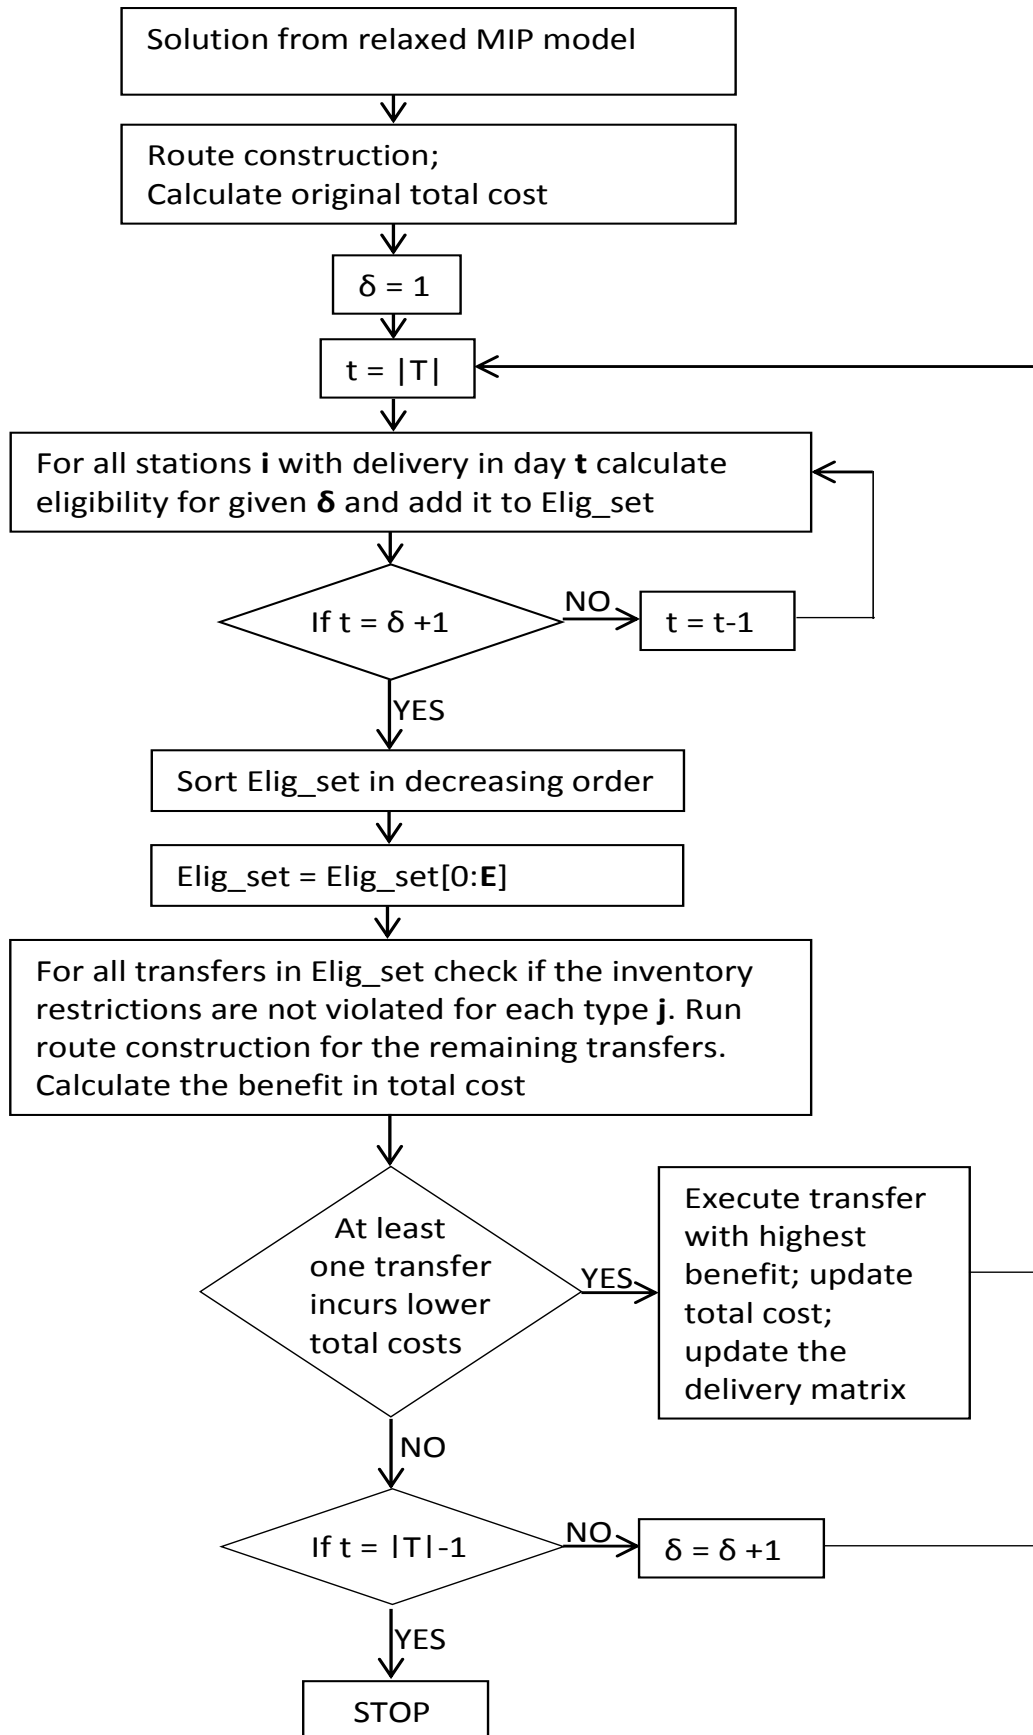 Solution from relaxed MIP model
Route construction;
Calculate original total cost
δ = 1
t = |T|
For all stations i with delivery in day t calculate
eligibility for given δ and add it to Elig_set
If t = δ +1
NO
t = t-1
YES
Sort Elig_set in decreasing order
Elig_set = Elig_set[0:E]
For all transfers in Elig_set check if the inventory
restrictions are not violated for each type j. Run
route construction for the remaining transfers.
Calculate the benefit in total cost
At least
one transfer
incurs lower
total costs
YES
Execute transfer
with highest
benefit; update
total cost;
update the
delivery matrix
NO
If t = |T|-1
NO
δ = δ +1
YES
STOP